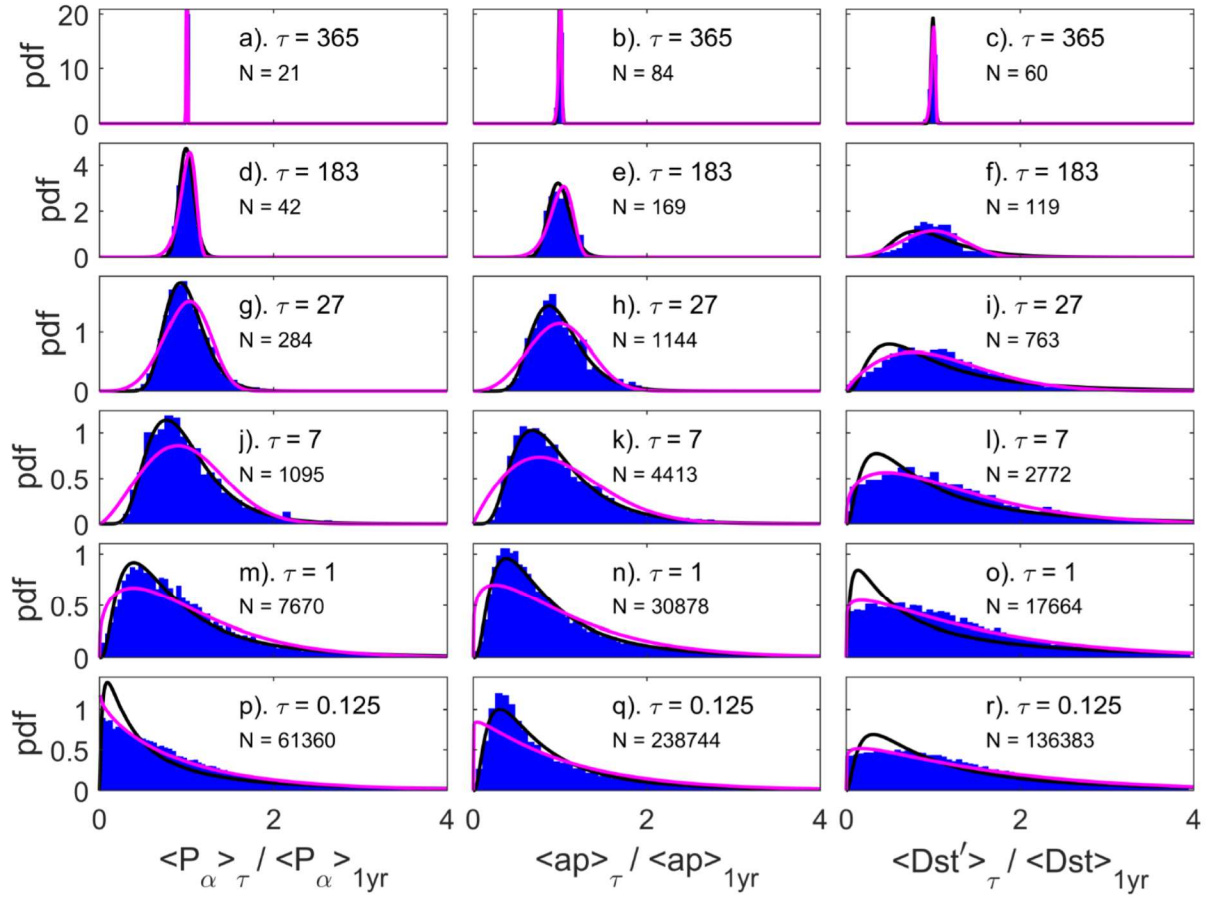 20
10
0
pdf
a). τ = 365
N = 21
b). τ = 365
N = 84
c). τ = 365
N = 60
4
2
0
pdf
d). τ = 183
N = 42
e). τ = 183
N = 169
f). τ = 183
N = 119
1
0
pdf
g). τ = 27
N = 284
h). τ = 27
N = 1144
i). τ = 27
N = 763
1
0.5
0
pdf
j). τ = 7
N = 1095
k). τ = 7
N = 4413
l). τ = 7
N = 2772
1
0.5
0
pdf
m). τ = 1
N = 7670
n). τ = 1
N = 30878
o). τ = 1
N = 17664
1
0.5
0
pdf
p). τ = 0.125
N = 61360
q). τ = 0.125
N = 238744
r). τ = 0.125
N = 136383
0 2 4 0 2 4 0 2 4
<P_α>_τ / <P_α>_1yr
<ap>_τ / <ap>_1yr
<Dst′>_τ / <Dst>_1yr